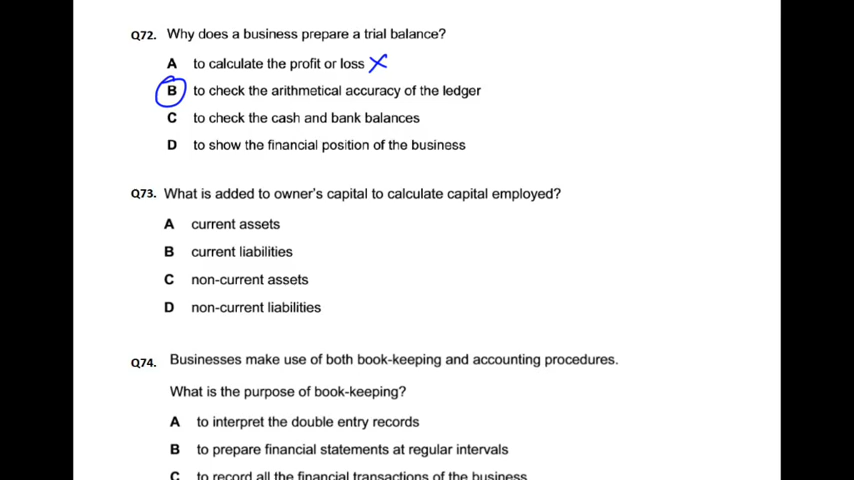 Q72. Why does a business prepare a trial balance?
A to calculate the profit or loss
B to check the arithmetical accuracy of the ledger
C to check the cash and bank balances
D to show the financial position of the business
Q73. What is added to owner's capital to calculate capital employed?
A current assets
B current liabilities
C non-current assets
D non-current liabilities
Q74. Businesses make use of both book-keeping and accounting procedures.
What is the purpose of book-keeping?
A to interpret the double entry records
B to prepare financial statements at regular intervals
C to record all the financial transactions of the business